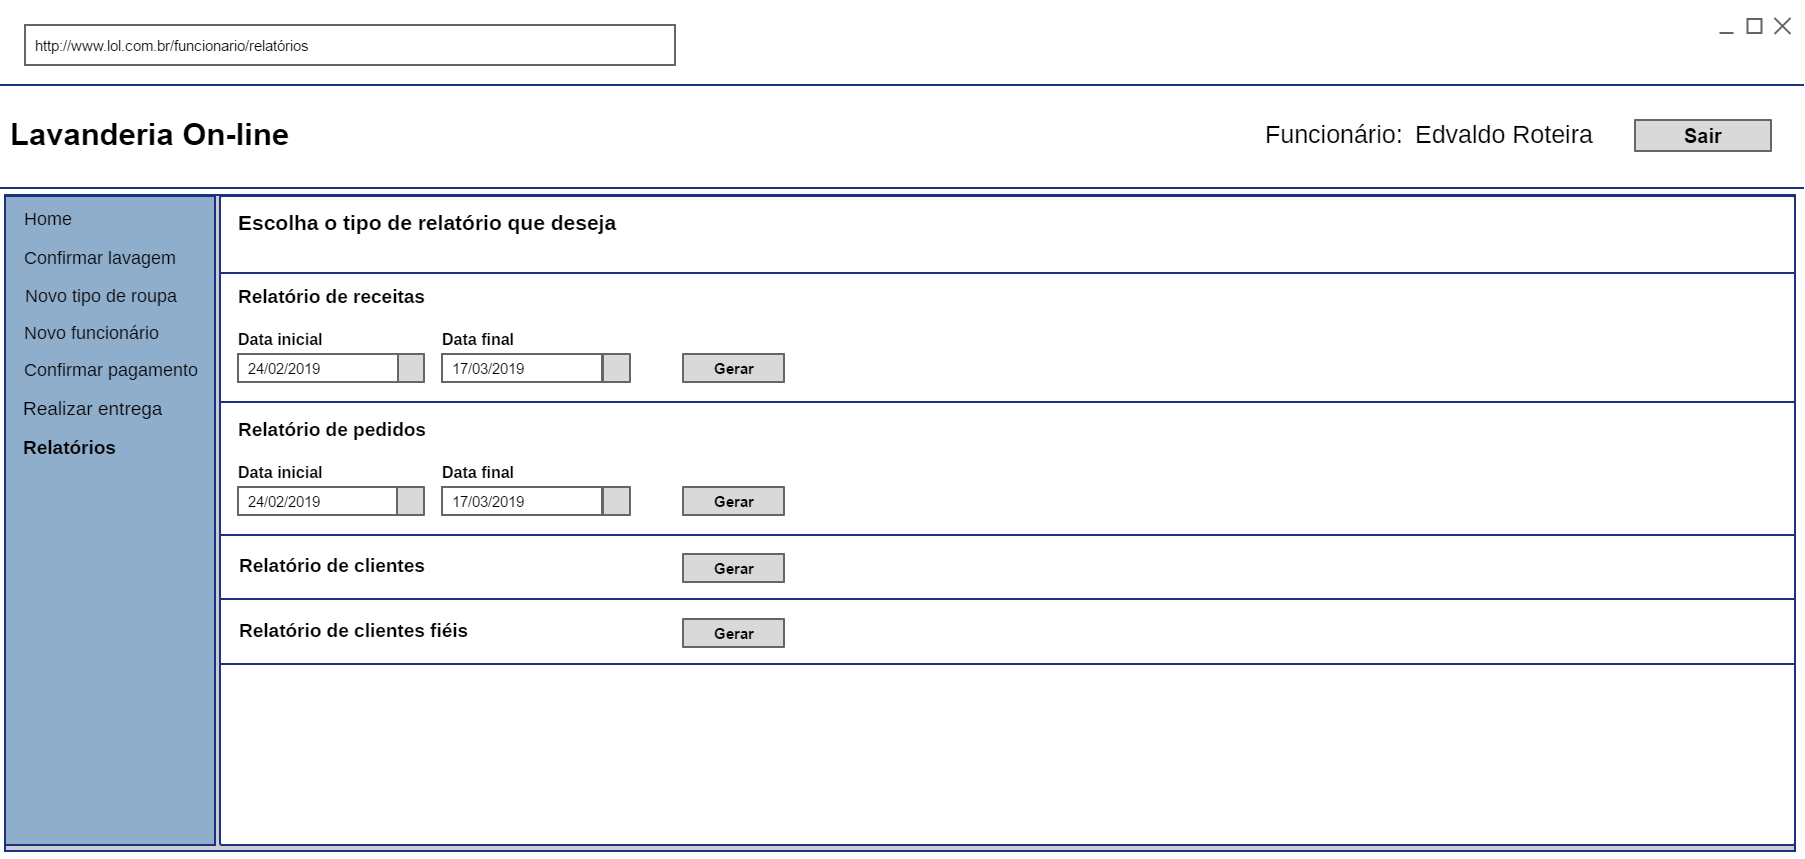 http://www.lol.com.br/funcionario/relatórios
Lavanderia On-line
Funcionário: Edvaldo Roteira
Sair
Home
Confirmar lavagem
Novo tipo de roupa
Novo funcionário
Confirmar pagamento
Realizar entrega
Relatórios
Escolha o tipo de relatório que deseja
Relatório de receitas
Data inicial Data final
24/02/2019 17/03/2019 Gerar
Relatório de pedidos
Data inicial Data final
24/02/2019 17/03/2019 Gerar
Relatório de clientes Gerar
Relatório de clientes fiéis Gerar